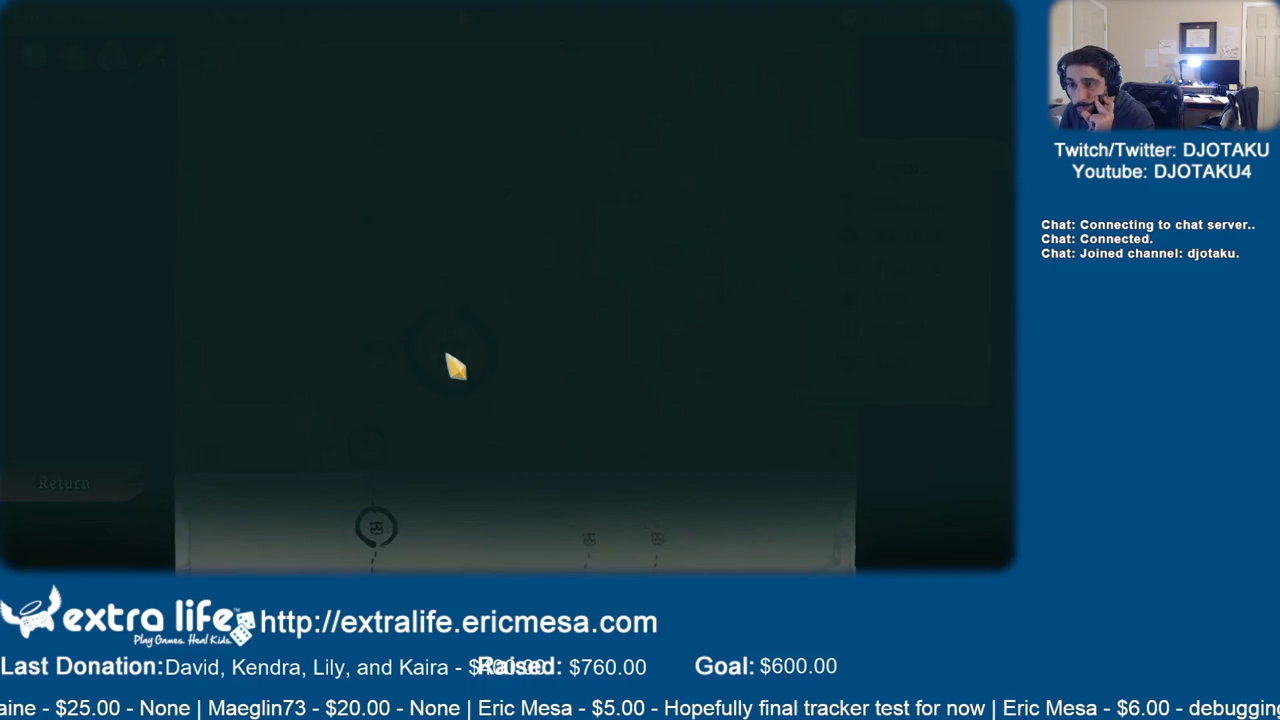 Twitch/Twitter: DJOTAKU
Youtube: DJOTAKU4
Chat: Connecting to chat server..
Chat: Connected.
Chat: Joined channel: djotaku.
Return
extra life
Play Games. Heal Kids.
http://extralife.ericmesa.com
Last Donation: David, Kendra, Lily, and Kaira - Raised: $760.00 Goal: $600.00
aine - $25.00 - None | Maeglin73 - $20.00 - None | Eric Mesa - $5.00 - Hopefully final tracker test for now | Eric Mesa - $6.00 - debugging